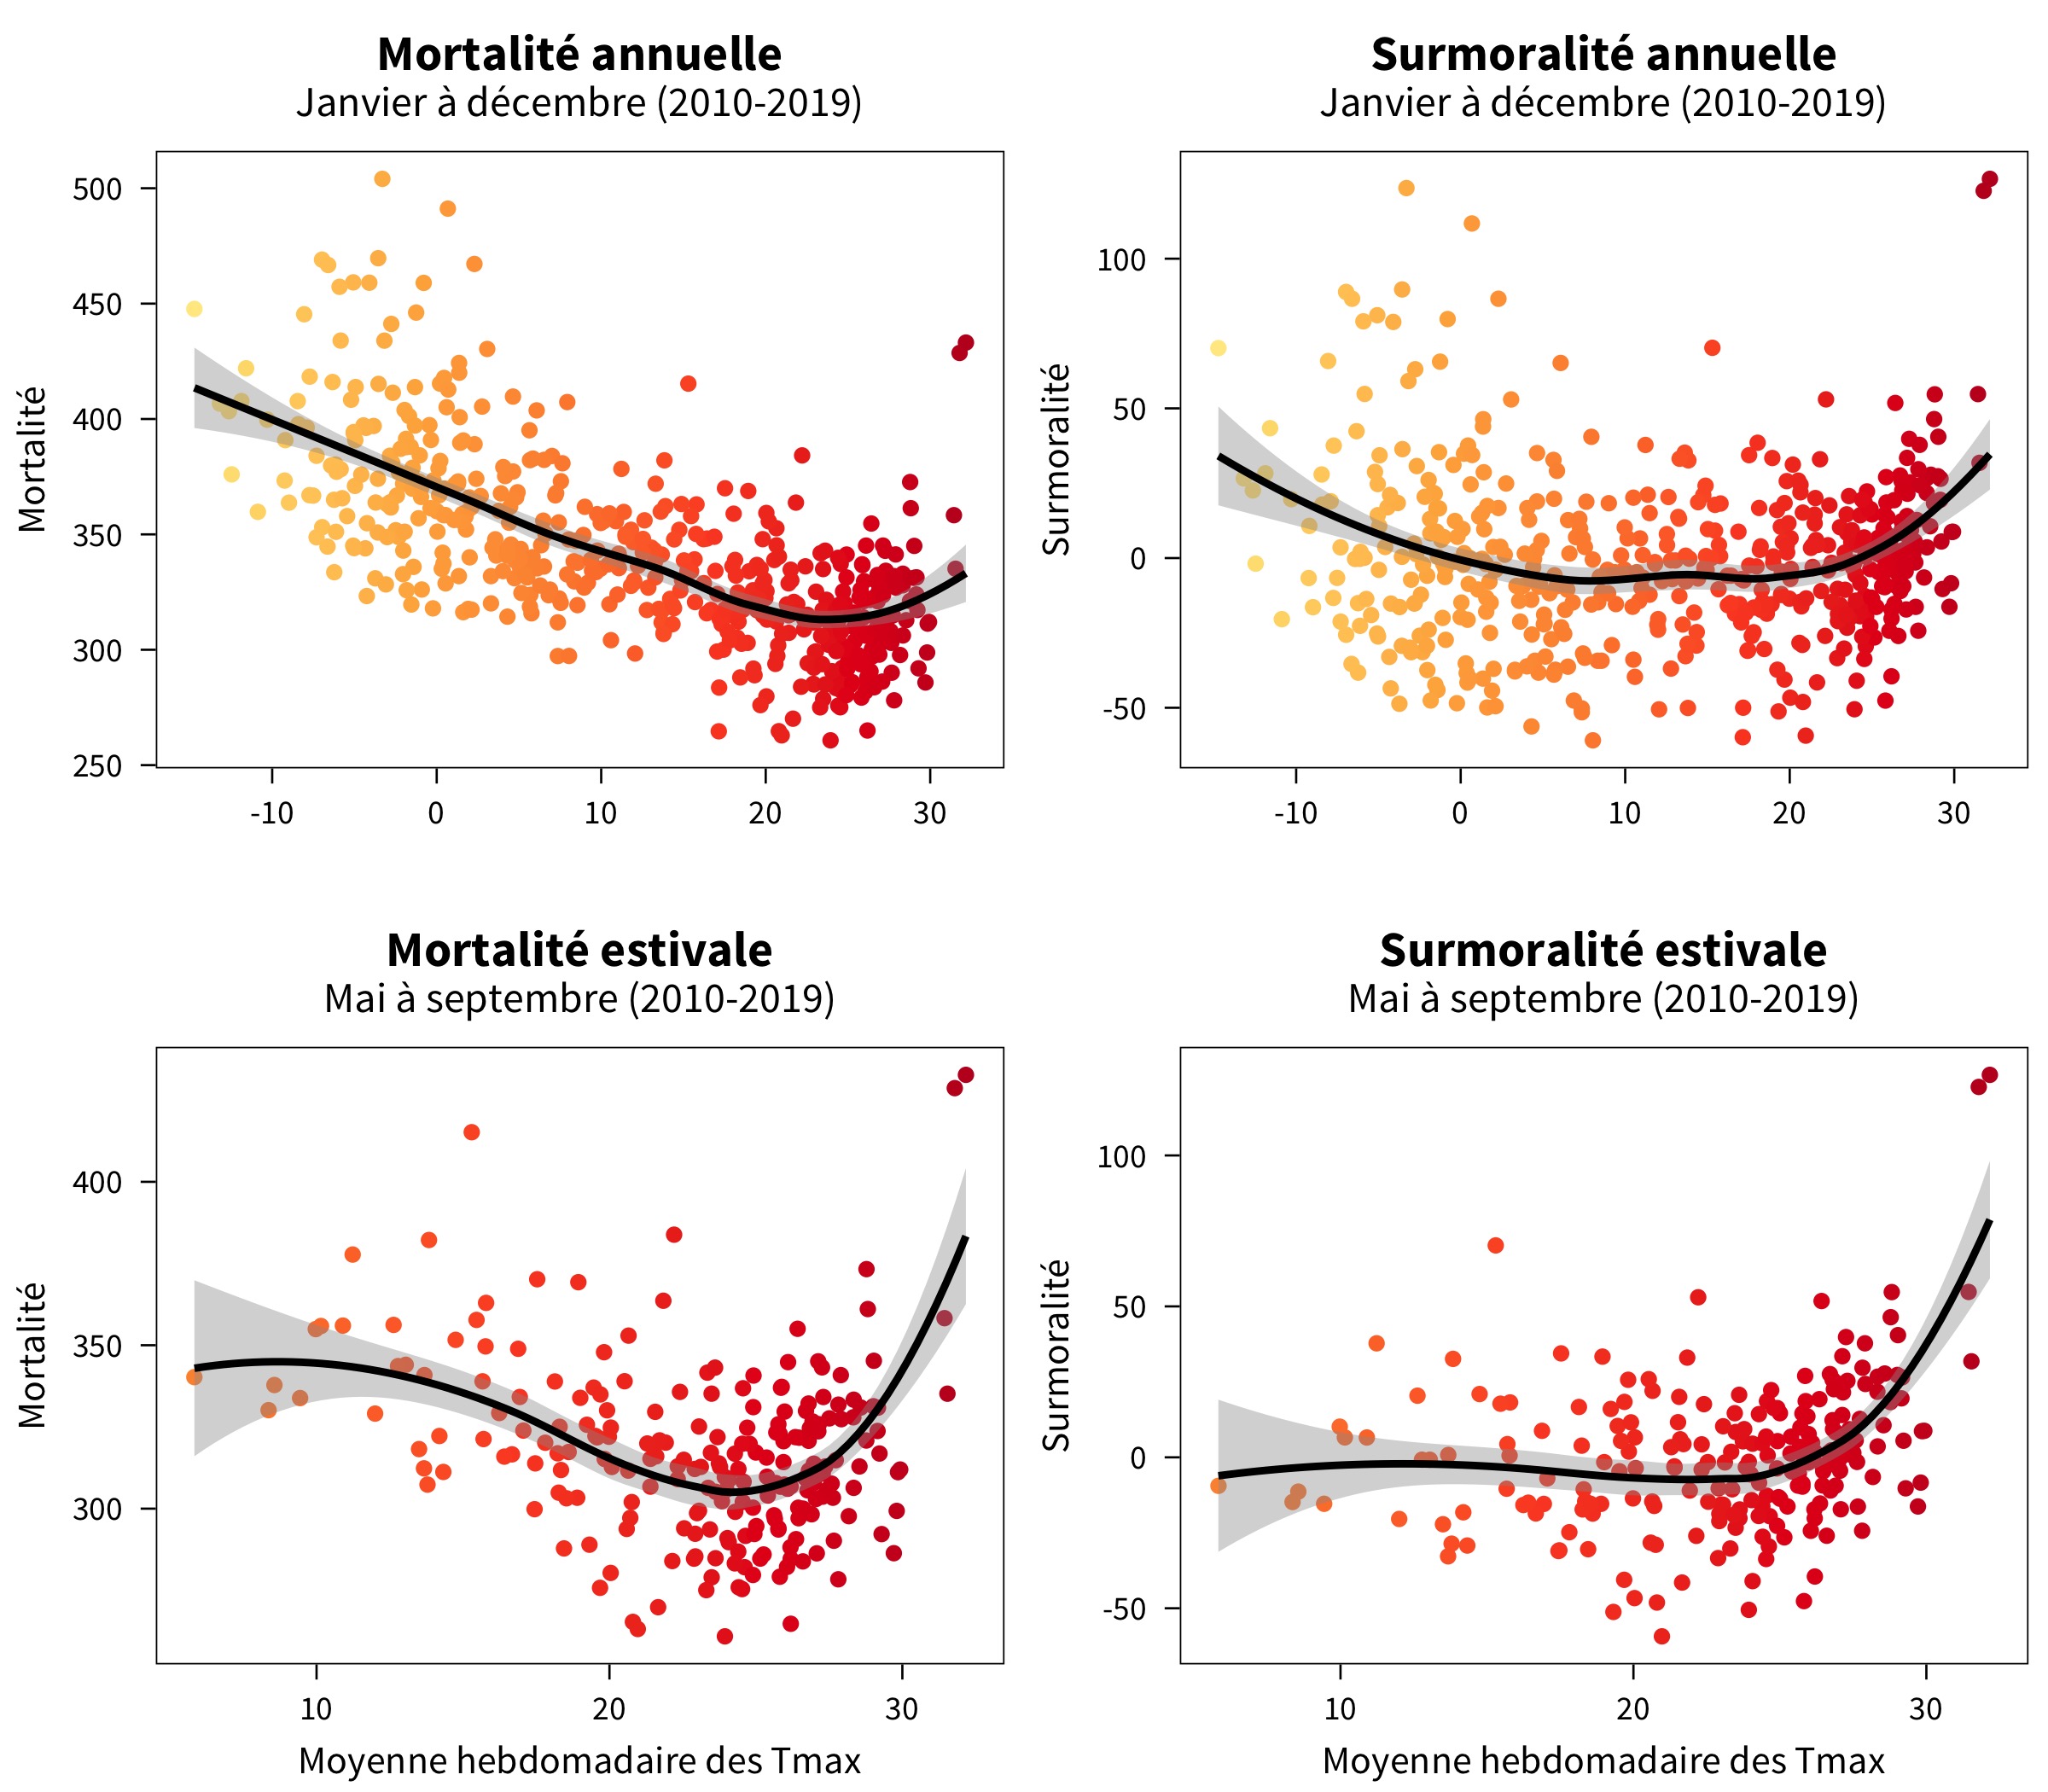 Mortalité annuelle
Janvier à décembre (2010-2019)
Mortalité
500
450
400
350
300
250
-10 0 10 20 30
Surmoralité annuelle
Janvier à décembre (2010-2019)
Surmoralité
100
50
0
-50
-10 0 10 20 30
Mortalité estivale
Mai à septembre (2010-2019)
Mortalité
400
350
300
10 20 30
Moyenne hebdomadaire des Tmax
Surmoralité estivale
Mai à septembre (2010-2019)
Surmoralité
100
50
0
-50
10 20 30
Moyenne hebdomadaire des Tmax